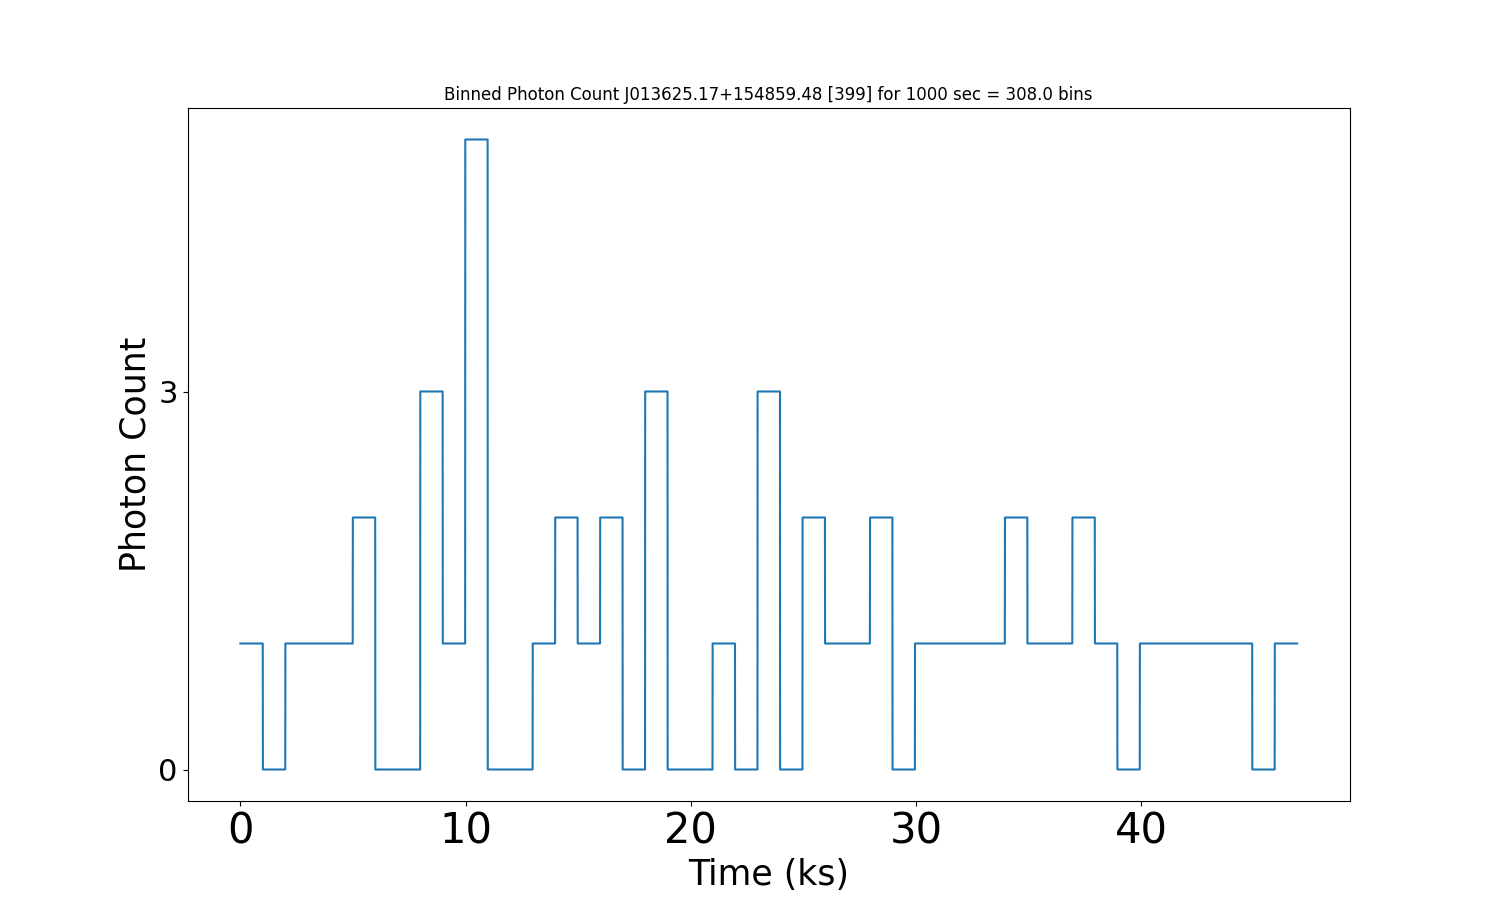 Binned Photon Count J013625.17+154859.48 [399] for 1000 sec = 308.0 bins
Photon Count
3
0
0 10 20 30 40
Time (ks)